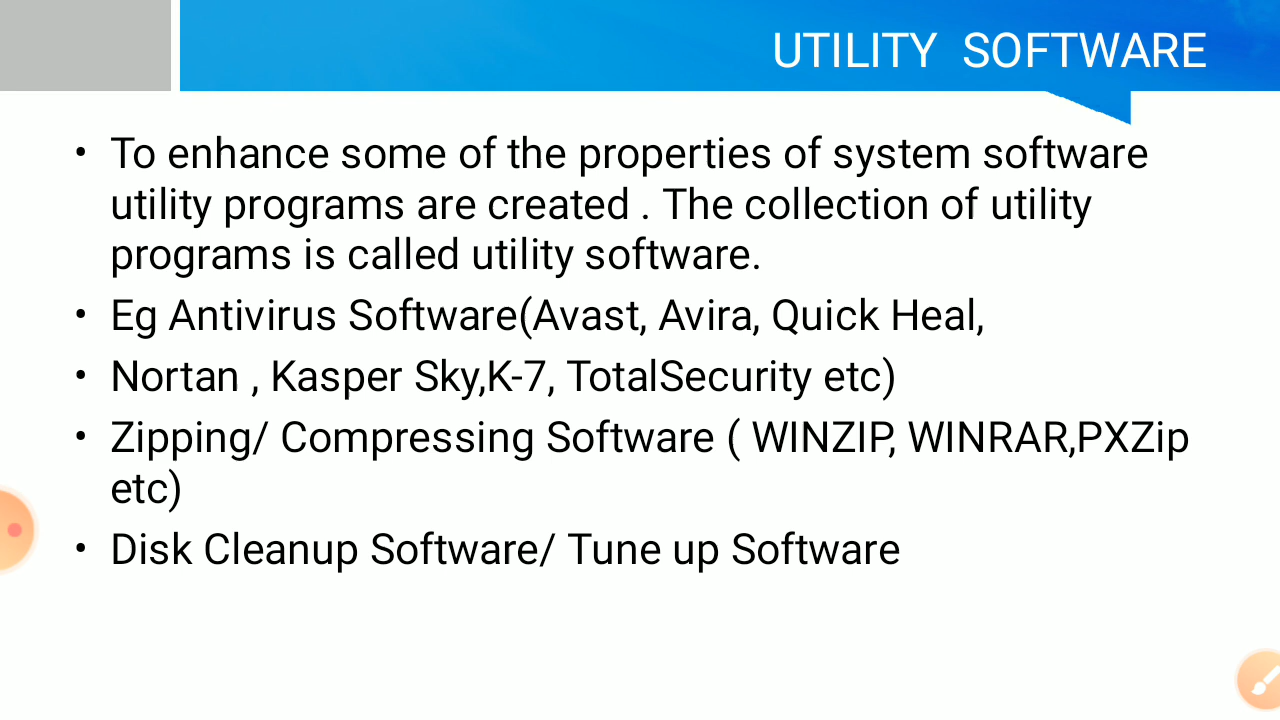 UTILITY SOFTWARE
• To enhance some of the properties of system software
utility programs are created . The collection of utility
programs is called utility software.
• Eg Antivirus Software(Avast, Avira, Quick Heal,
• Nortan , Kasper Sky,K-7, TotalSecurity etc)
• Zipping/ Compressing Software ( WINZIP, WINRAR,PXZip
etc)
• Disk Cleanup Software/ Tune up Software